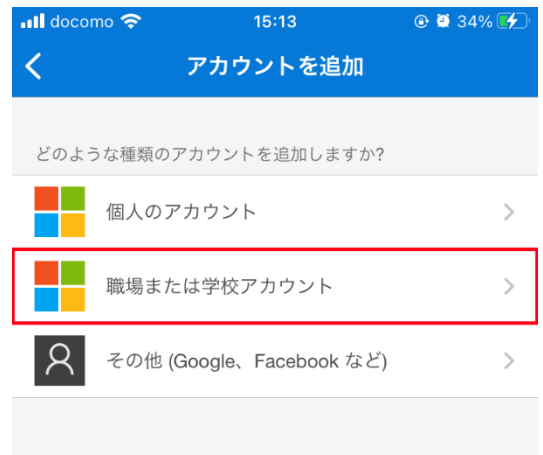 docomo 15:13 34%
アカウントを追加
どのような種類のアカウントを追加しますか?
個人のアカウント
職場または学校アカウント
その他 (Google、Facebook など)